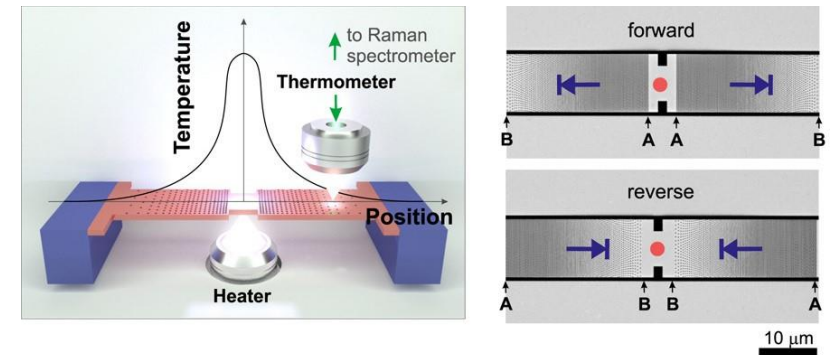 Temperature
to Raman
spectrometer
Thermometer
Position
Heater
forward
B
A
A
B
reverse
A
B
B
A
10 μm